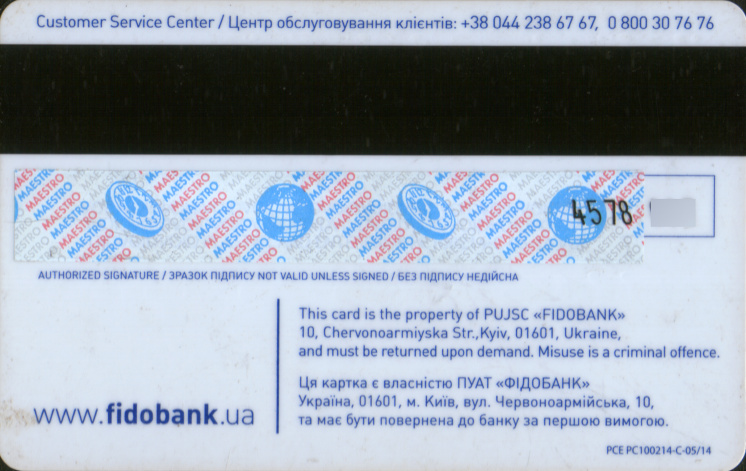 Customer Service Center / Центр обслуговування клієнтів: +38 044 238 67 67, 0 800 30 76 76
MAESTRO MAESTRO MAESTRO MAESTRO
4578
AUTHORIZED SIGNATURE / ЗРАЗОК ПІДПИСУ NOT VALID UNLESS SIGNED / БЕЗ ПІДПИСУ НЕДІЙСНА
This card is the property of PUJSC «FIDOBANK»
10, Chervonoarmiyska Str.,Kyiv, 01601, Ukraine,
and must be returned upon demand. Misuse is a criminal offence.
Ця картка є власністю ПУАТ «ФІДОБАНК»
Україна, 01601, м. Київ, вул. Червоноармійська, 10,
та має бути повернена до банку за першою вимогою.
www.fidobank.ua
PCE PC100214-C-05/14